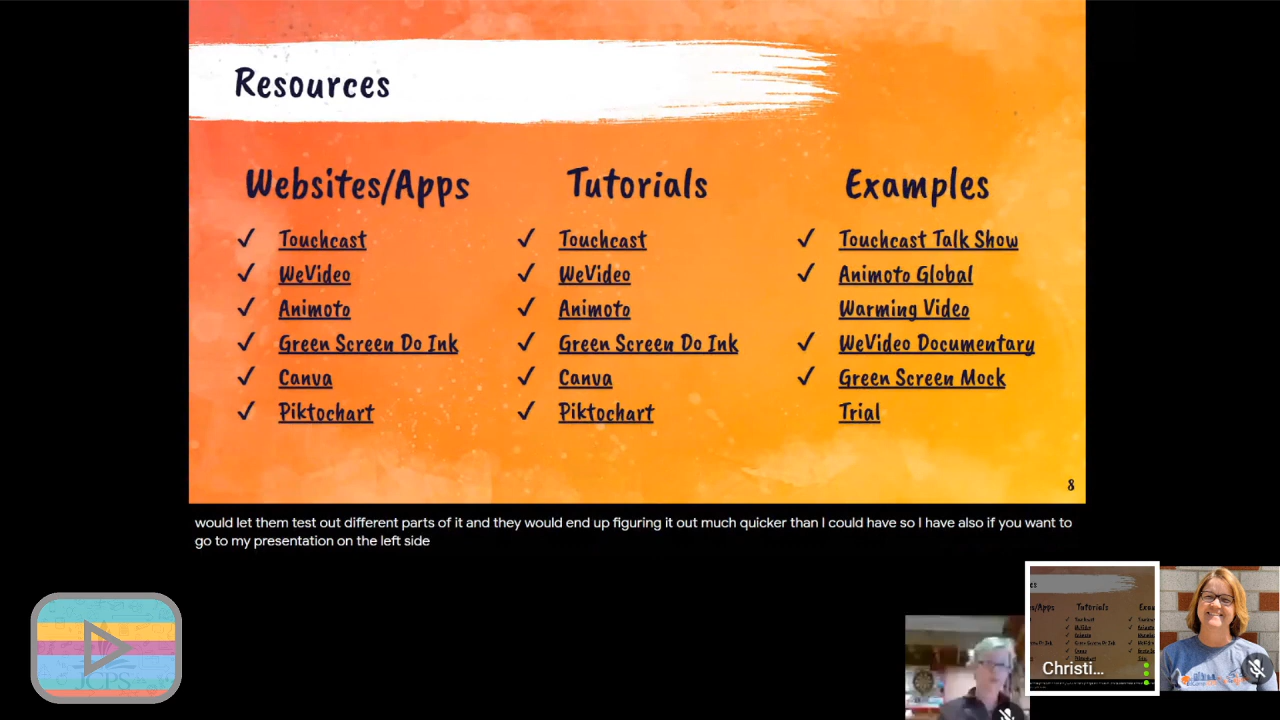 Resources
Websites/Apps
Touchcast
WeVideo
Animoto
Green Screen Do Ink
Canva
Piktochart
Tutorials
Touchcast
WeVideo
Animoto
Green Screen Do Ink
Canva
Piktochart
Examples
Touchcast Talk Show
Animoto Global
Warming Video
WeVideo Documentary
Green Screen Mock
Trial
8
would let them test out different parts of it and they would end up figuring it out much quicker than I could have so I have also if you want to
go to my presentation on the left side
JCPS
Christi...
Tutorials